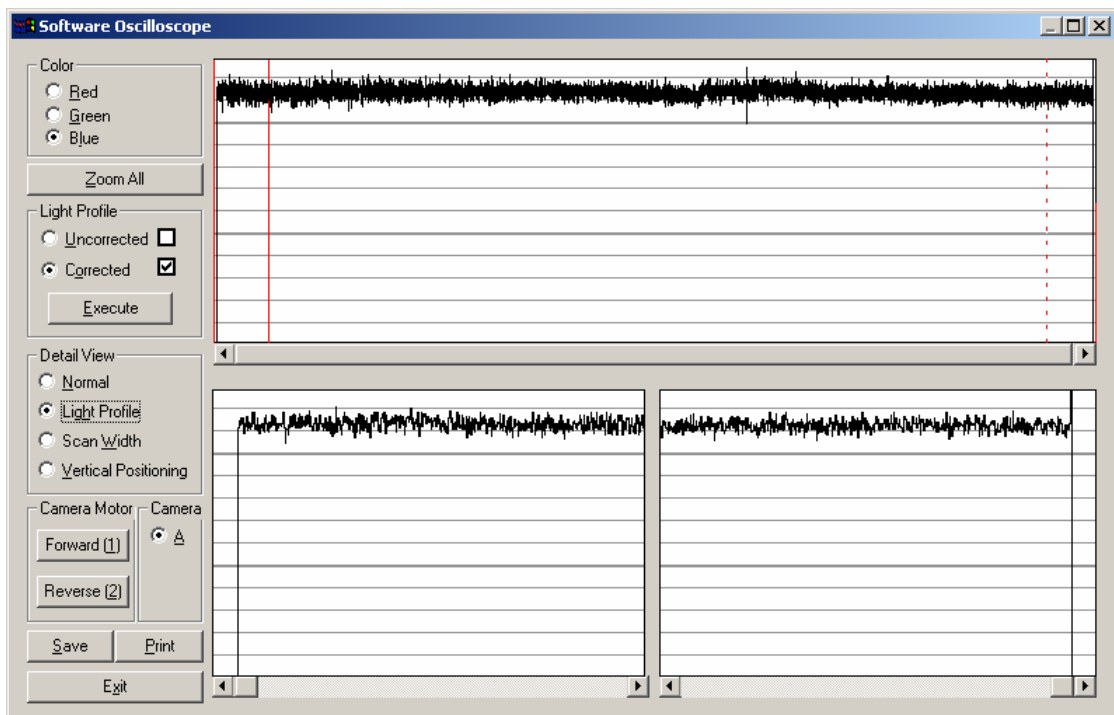 Software Oscilloscope
Color
Red
Green
Blue
Zoom All
Light Profile
Uncorrected
Corrected
Execute
Detail View
Normal
Light Profile
Scan Width
Vertical Positioning
Camera Motor
Forward (1)
Reverse (2)
Camera
A
Save
Print
Exit